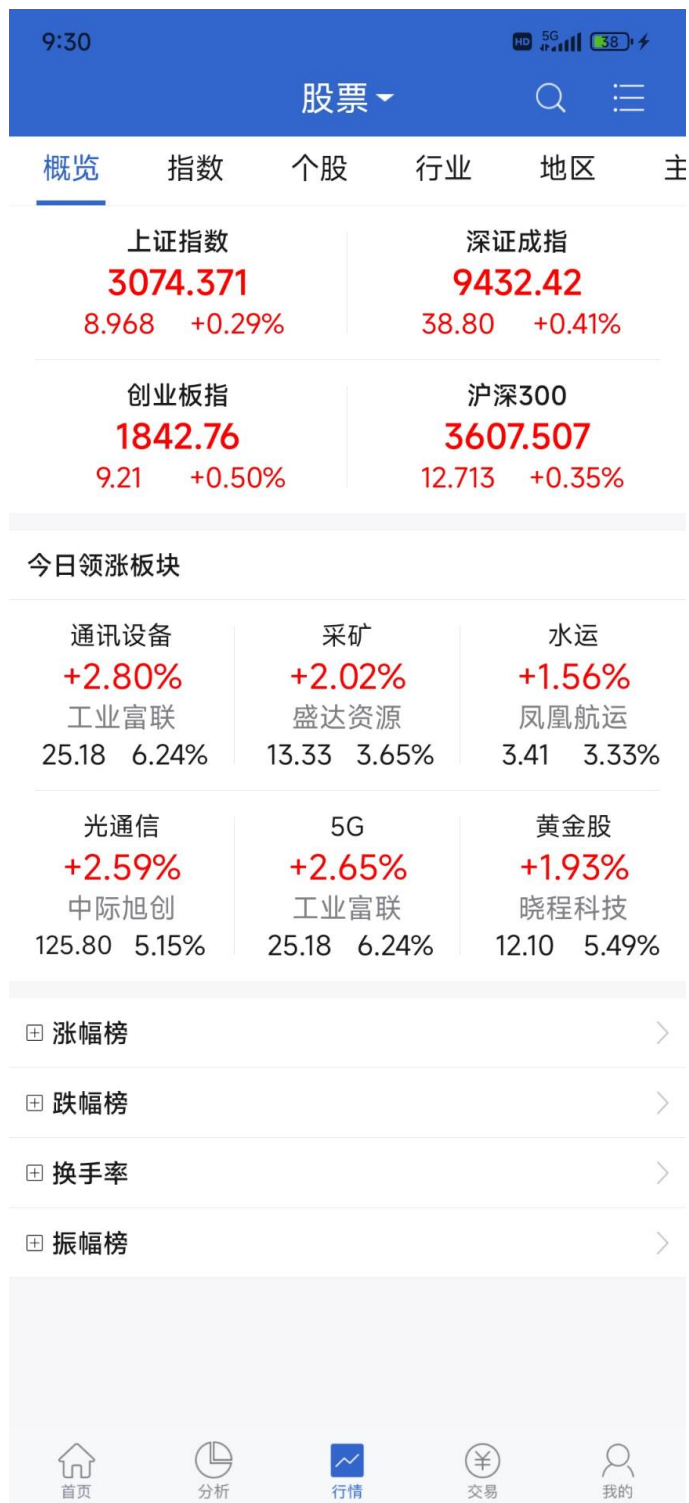 9:30 HD 5G 38
股票
概览 指数 个股 行业 地区 主
上证指数 深证成指
3074.371 9432.42
8.968 +0.29% 38.80 +0.41%
创业板指 沪深300
1842.76 3607.507
9.21 +0.50% 12.713 +0.35%
今日领涨板块
通讯设备 采矿 水运
+2.80% +2.02% +1.56%
工业富联 盛达资源 凤凰航运
25.18 6.24% 13.33 3.65% 3.41 3.33%
光通信 5G 黄金股
+2.59% +2.65% +1.93%
中际旭创 工业富联 晓程科技
125.80 5.15% 25.18 6.24% 12.10 5.49%
涨幅榜
跌幅榜
换手率
振幅榜
首页 分析 行情 交易 我的